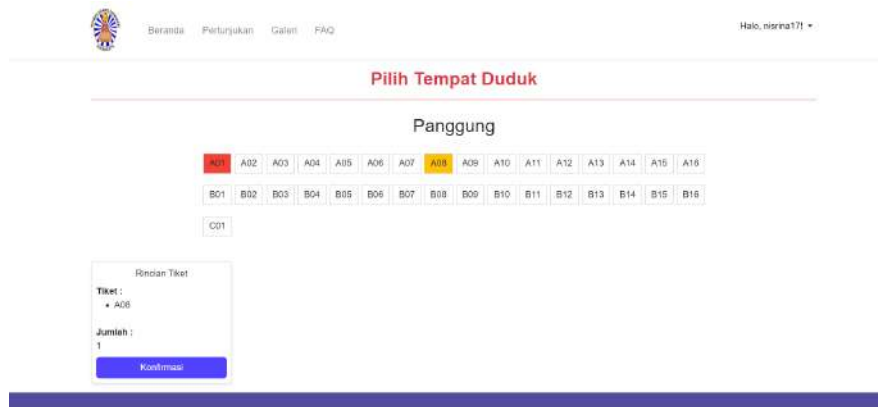 Beranda Pertunjukan Galeri FAQ Halo, nisrina17! 
Pilih Tempat Duduk
Panggung
A01 A02 A03 A04 A05 A06 A07 A08 A09 A10 A11 A12 A13 A14 A15 A16
B01 B02 B03 B04 B05 B06 B07 B08 B09 B10 B11 B12 B13 B14 B15 B16
C01
Rincian Tiket
Tiket :
• A08
Jumlah :
1
Konfirmasi